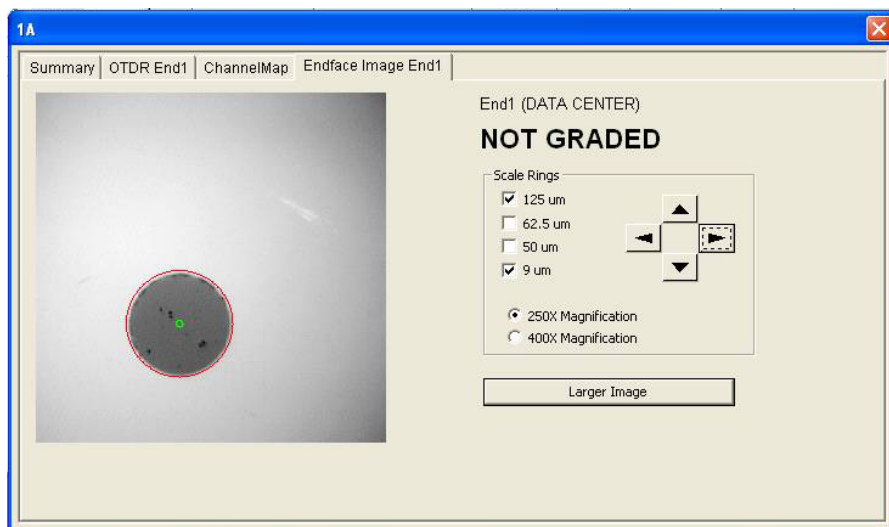 1A
Summary OTDR End1 ChannelMap Endface Image End1
End1 (DATA CENTER)
NOT GRADED
Scale Rings
125 um
62.5 um
50 um
9 um
250X Magnification
400X Magnification
Larger Image